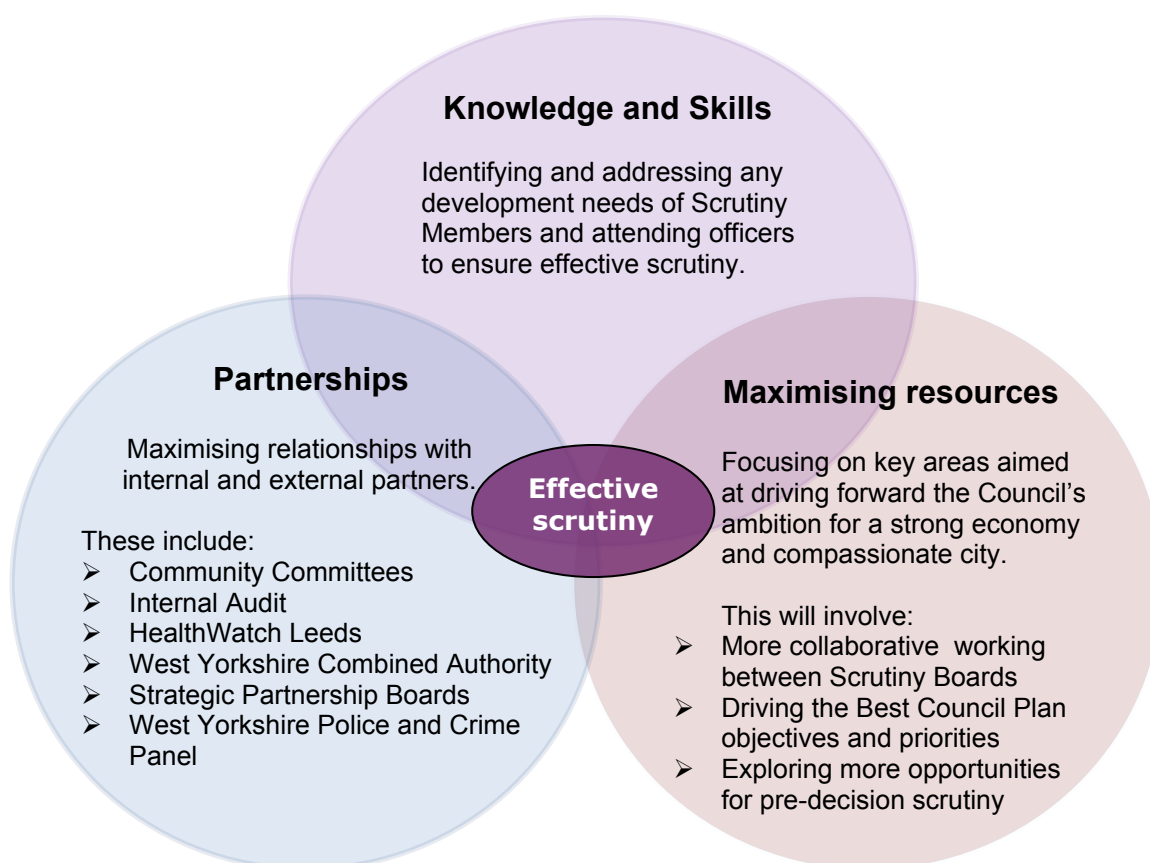 Knowledge and Skills
Identifying and addressing any
development needs of Scrutiny
Members and attending officers
to ensure effective scrutiny.
Partnerships
Maximising relationships with
internal and external partners.
These include:
➢ Community Committees
➢ Internal Audit
➢ HealthWatch Leeds
➢ West Yorkshire Combined Authority
➢ Strategic Partnership Boards
➢ West Yorkshire Police and Crime
Panel
Effective
scrutiny
Maximising resources
Focusing on key areas aimed
at driving forward the Council’s
ambition for a strong economy
and compassionate city.
This will involve:
➢ More collaborative  working
between Scrutiny Boards
➢ Driving the Best Council Plan
objectives and priorities
➢ Exploring more opportunities
for pre-decision scrutiny